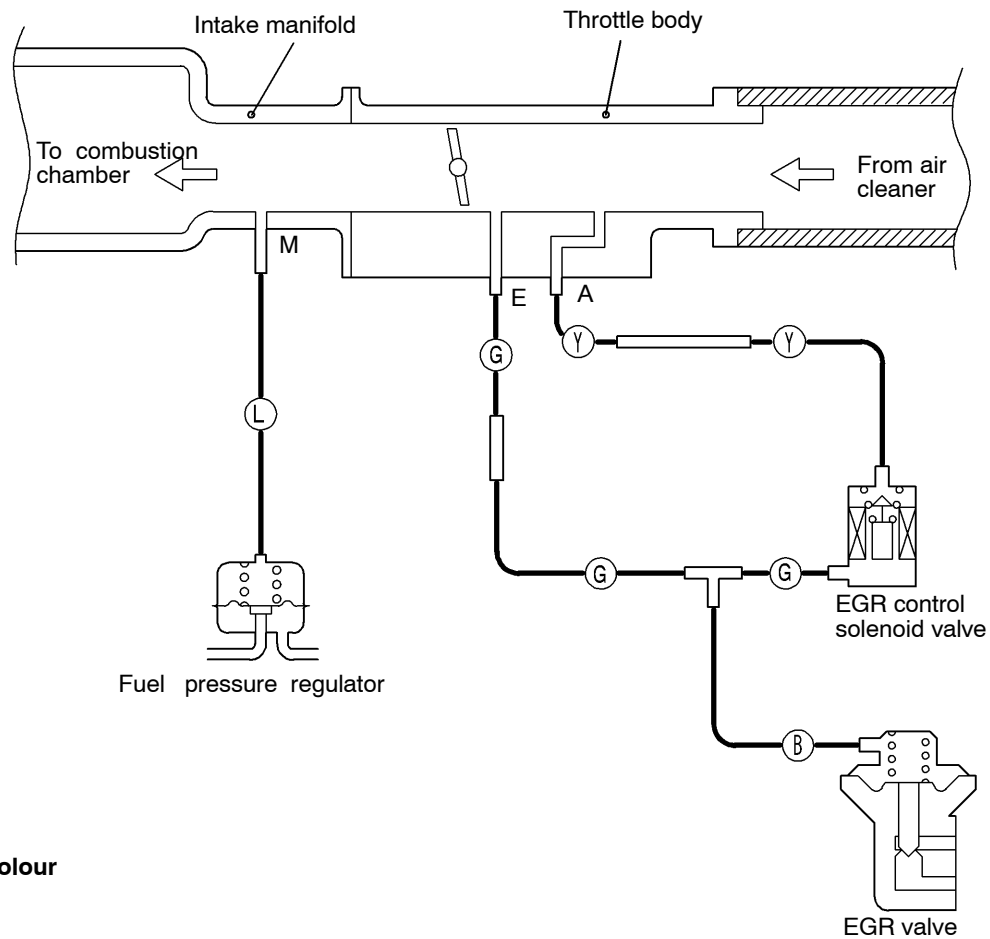 Intake manifold
Throttle body
To combustion
chamber
From air
cleaner
M
E
A
G
Y
Y
L
G
G
EGR control
solenoid valve
Fuel pressure regulator
B
olour
EGR valve